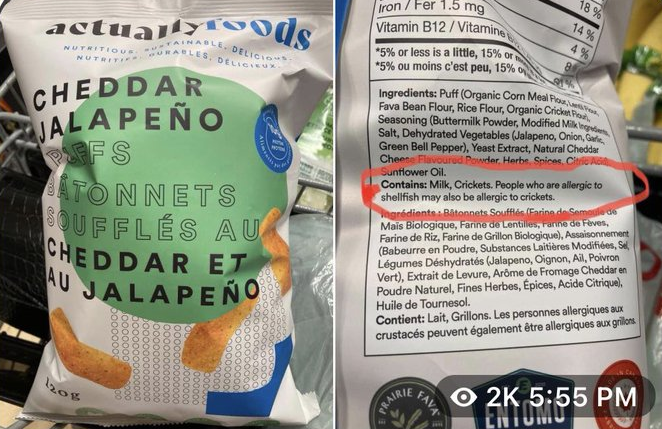 actuallyfoods
NUTRITIOUS. SUSTAINABLE. DELICIOUS.
NUTRITIFS. DURABLES. DÉLICIEUX.
CHEDDAR
JALAPEÑO
PUFFS
BÂTONNETS
SOUFFLÉS AU
CHEDDAR ET
AU JALAPEÑO
120g
Iron / Fer 1.5 mg
18 %
Vitamin B12 / Vitamine
14 %
*5% or less is a little, 15% or
4 %
*5% ou moins c'est peu, 15%
Ingredients: Puff (Organic Corn Meal Flour, Lentil Flour,
Fava Bean Flour, Rice Flour, Organic Cricket Flour),
Seasoning (Buttermilk Powder, Modified Milk Ingredients,
Salt, Dehydrated Vegetables (Jalapeno, Onion, Garlic,
Green Bell Pepper), Yeast Extract, Natural Cheddar
Cheese Flavoured Powder, Herbs, Spices, Citric Acid),
Sunflower Oil.
Contains: Milk, Crickets. People who are allergic to
shellfish may also be allergic to crickets.
Ingrédients: Bâtonnets Soufflés (Farine de Semoule de
Maïs Biologique, Farine de Lentilles, Farine de Fèves,
Farine de Riz, Farine de Grillon Biologique), Assaisonnement
(Babeurre en Poudre, Substances Laitières Modifiées, Sel,
Légumes Déshydratés (Jalapeno, Oignon, Ail, Poivron
Vert), Extrait de Levure, Arôme de Fromage Cheddar en
Poudre Naturel, Fines Herbes, Épices, Acide Citrique),
Huile de Tournesol.
Contient: Lait, Grillons. Les personnes allergiques aux
crustacés peuvent également être allergiques aux grillons.
PRAIRIE FAVA
ENTOMO
2K 5:55 PM